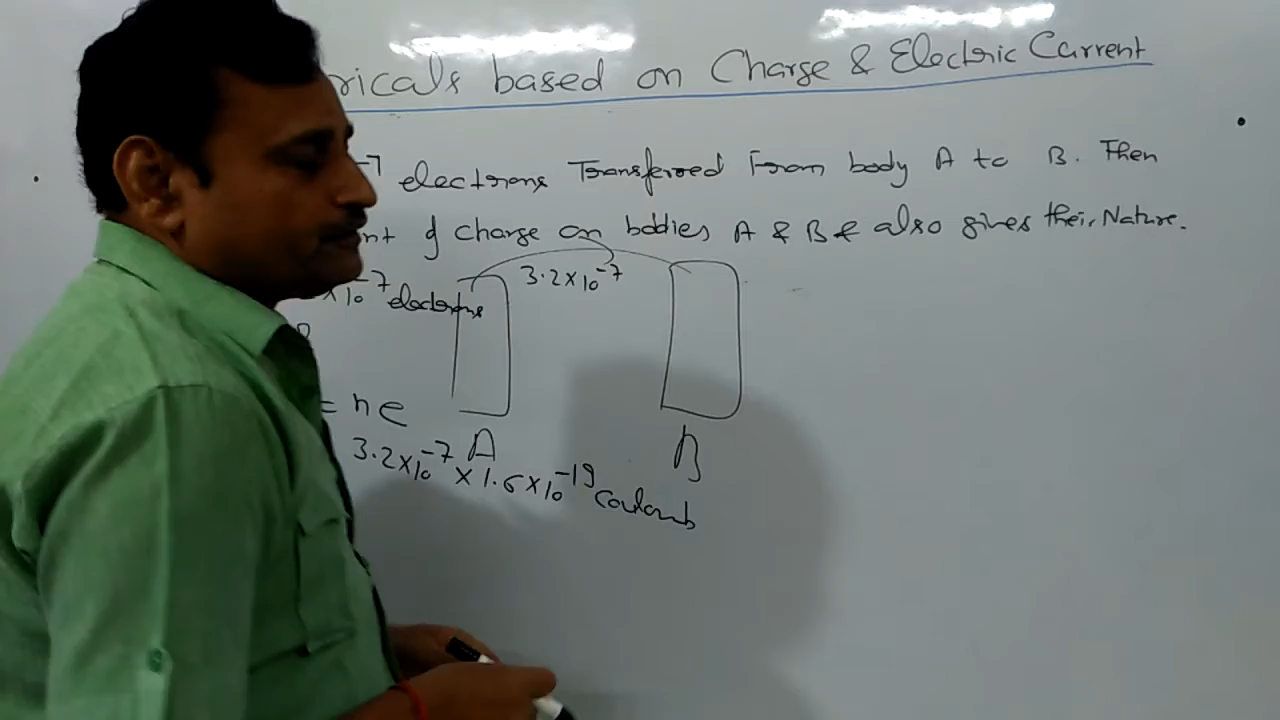 ricals based on Charge & Electric Current
-7 electrons Transferred From body A to B. Then
nt of charge on bodies A & B & also gives their Nature.
×10-7 electrons 3.2×10-7
= ne
A B
3.2×10-7 × 1.6×10-19 Coulomb